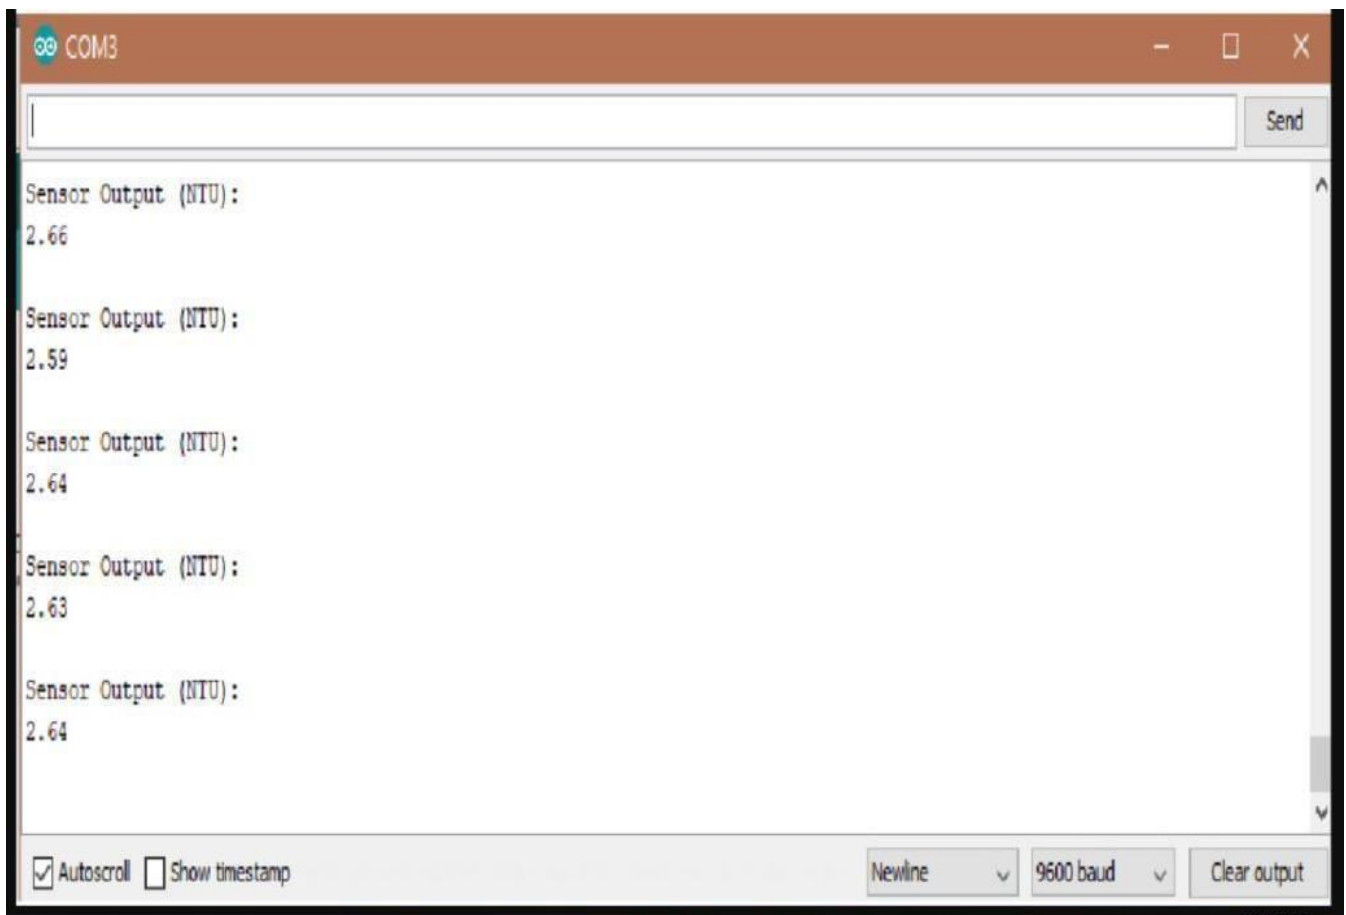 COM3
Send
Sensor Output (NTU):
2.66
Sensor Output (NTU):
2.59
Sensor Output (NTU):
2.64
Sensor Output (NTU):
2.63
Sensor Output (NTU):
2.64
Autoscroll Show timestamp Newline 9600 baud Clear output